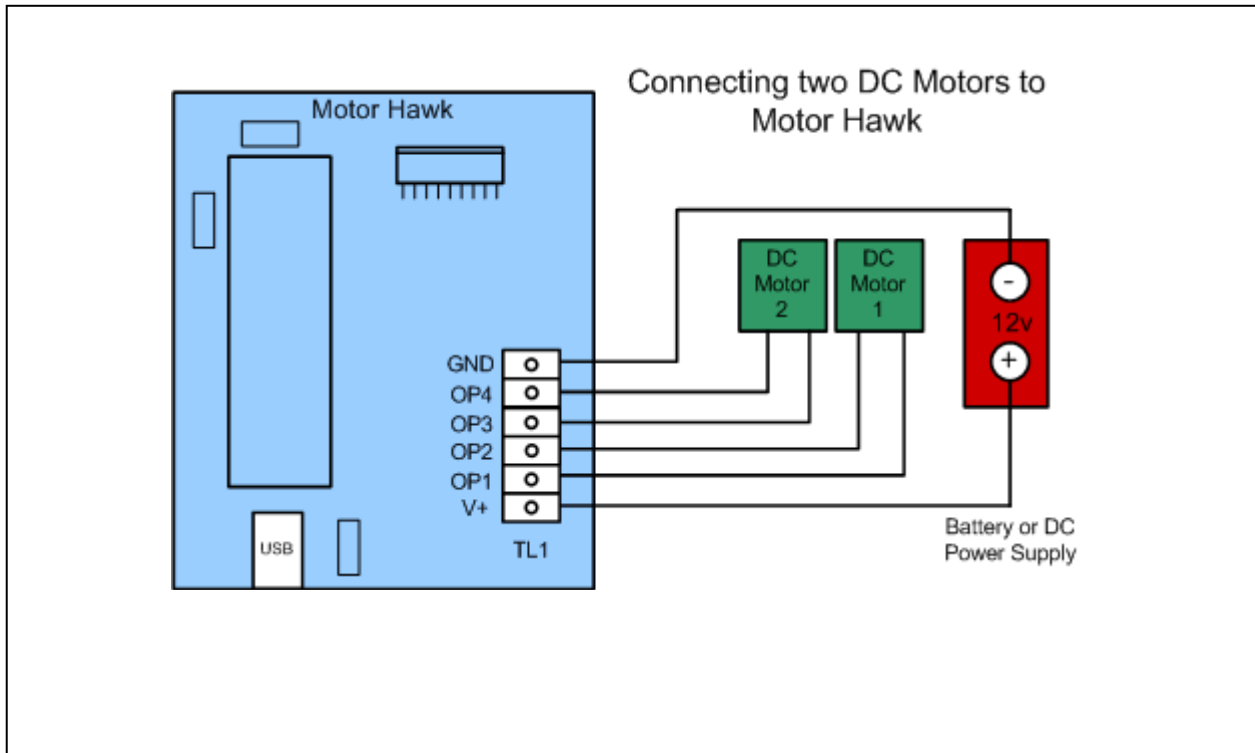 Connecting two DC Motors to
Motor Hawk
Motor Hawk
DC
Motor
2
DC
Motor
1
-
12v
+
GND
OP4
OP3
OP2
OP1
V+
TL1
USB
Battery or DC
Power Supply